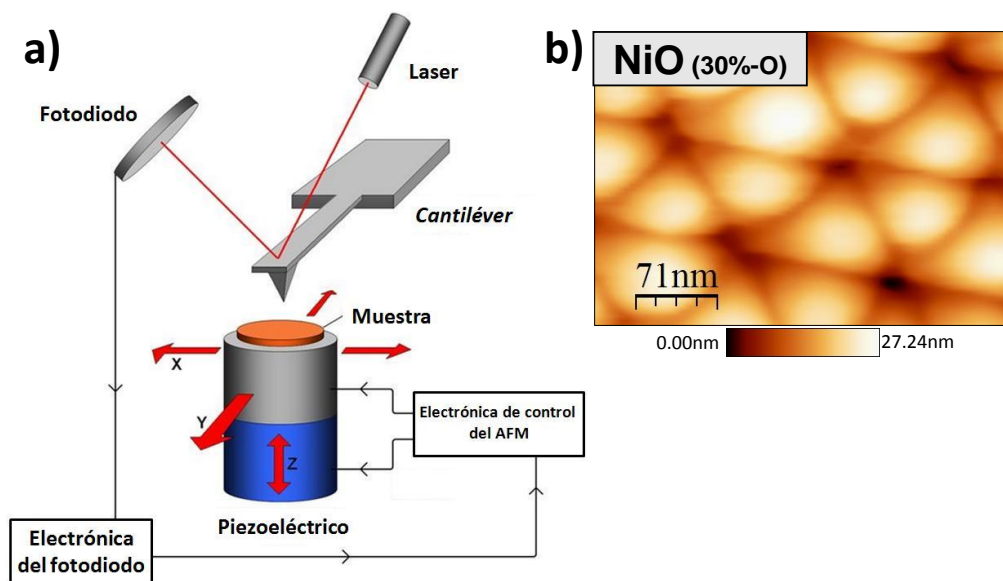 a)
Laser
Fotodiodo
Cantiléver
Muestra
X
Y
Z
Electrónica de control
del AFM
Piezoeléctrico
Electrónica
del fotodiodo
b)
NiO (30%-O)
71nm
0.00nm
27.24nm